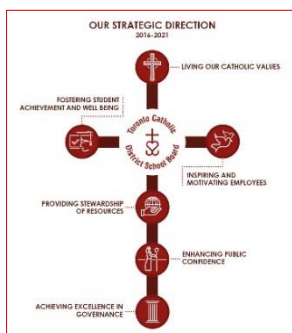 OUR STRATEGIC DIRECTION
2016-2021
LIVING OUR CATHOLIC VALUES
FOSTERING STUDENT
ACHIEVEMENT AND WELL BEING
Toronto Catholic
District School Board
INSPIRING AND
MOTIVATING EMPLOYEES
PROVIDING STEWARDSHIP
OF RESOURCES
ENHANCING PUBLIC
CONFIDENCE
ACHIEVING EXCELLENCE IN
GOVERNANCE